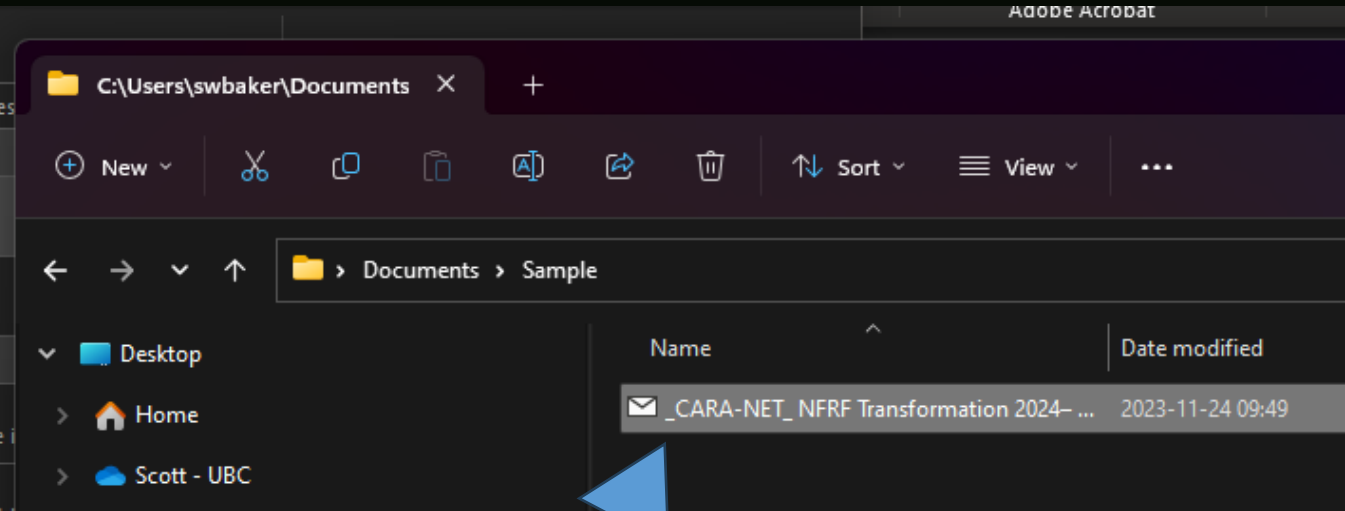 Adobe Acrobat
C:\Users\swbaker\Documents
New
Sort
View
Documents > Sample
Name
Date modified
Desktop
_CARA-NET_ NFRF Transformation 2024– ... 2023-11-24 09:49
Home
Scott - UBC